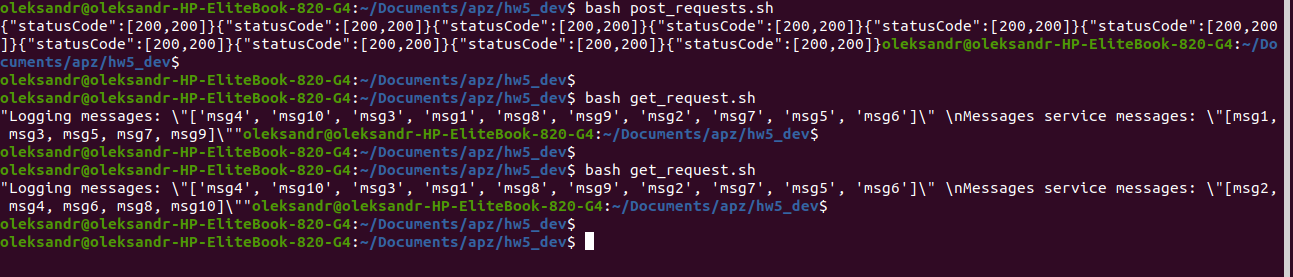 oleksandr@oleksandr-HP-EliteBook-820-G4:~/Documents/apz/hw5_dev$ bash post_requests.sh
{"statusCode":[200,200]}{"statusCode":[200,200]}{"statusCode":[200,200]}{"statusCode":[200,200]}{"statusCode":[200,200]}{"statusCode":[200,200
]}{"statusCode":[200,200]}{"statusCode":[200,200]}{"statusCode":[200,200]}{"statusCode":[200,200]}oleksandr@oleksandr-HP-EliteBook-820-G4:~/Do
cuments/apz/hw5_dev$
oleksandr@oleksandr-HP-EliteBook-820-G4:~/Documents/apz/hw5_dev$
oleksandr@oleksandr-HP-EliteBook-820-G4:~/Documents/apz/hw5_dev$ bash get_request.sh
"Logging messages: \"['msg4', 'msg10', 'msg3', 'msg1', 'msg8', 'msg9', 'msg2', 'msg7', 'msg5', 'msg6']\" \nMessages service messages: \"[msg1,
 msg3, msg5, msg7, msg9]\""oleksandr@oleksandr-HP-EliteBook-820-G4:~/Documents/apz/hw5_dev$
oleksandr@oleksandr-HP-EliteBook-820-G4:~/Documents/apz/hw5_dev$
oleksandr@oleksandr-HP-EliteBook-820-G4:~/Documents/apz/hw5_dev$ bash get_request.sh
"Logging messages: \"['msg4', 'msg10', 'msg3', 'msg1', 'msg8', 'msg9', 'msg2', 'msg7', 'msg5', 'msg6']\" \nMessages service messages: \"[msg2,
 msg4, msg6, msg8, msg10]\""oleksandr@oleksandr-HP-EliteBook-820-G4:~/Documents/apz/hw5_dev$
oleksandr@oleksandr-HP-EliteBook-820-G4:~/Documents/apz/hw5_dev$
oleksandr@oleksandr-HP-EliteBook-820-G4:~/Documents/apz/hw5_dev$